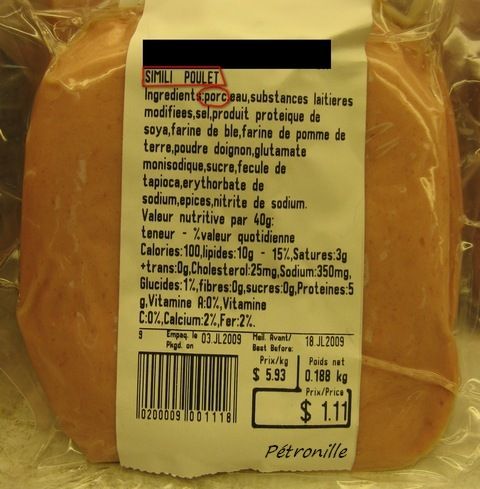 SIMILI POULET
Ingredients:porc,eau,substances laitieres
modifiees,sel,produit proteique de
soya,farine de ble,farine de pomme de
terre,poudre doignon,glutamate
monisodique,sucre,fecule de
tapioca,erythorbate de
sodium,epices,nitrite de sodium.
Valeur nutritive par 40g:
teneur - %valeur quotidienne
Calories:100,lipides:10g - 15%,Satures:3g
+trans:0g,Cholesterol:25mg,Sodium:350mg,
Glucides:1%,fibres:0g,sucres:0g,Proteines:5
g,Vitamine A:0%,Vitamine
C:0%,Calcium:2%,Fer:2%.
9 Empaq. le 03.JL2009 Meil. Avant/ 18.JL2009
Pkgd. on Best Before:
Prix/kg Poids net
$ 5.93 0.188 kg
Prix/Price
$ 1.11
0200009 001118
Pétronille